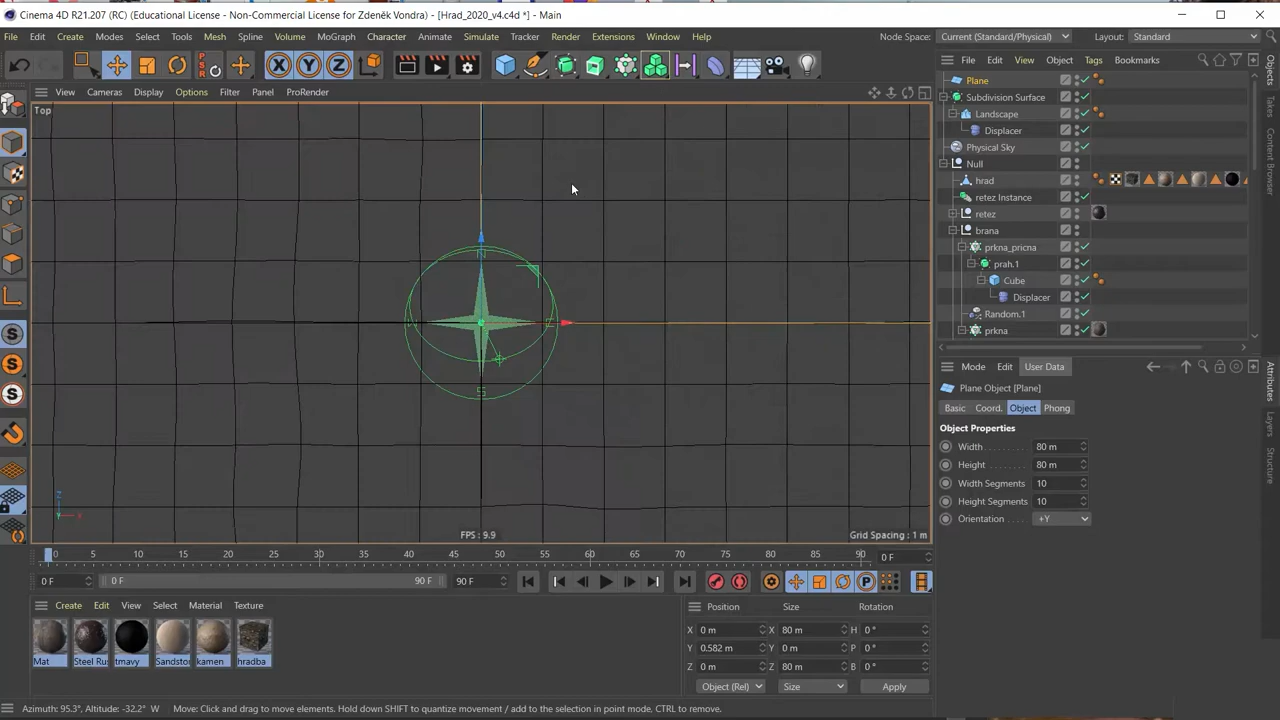 Cinema 4D R21.207 (RC) (Educational License - Non-Commercial License for Zdeněk Vondra) - [Hrad_2020_v4.c4d *] - Main
File Edit Create Modes Select Tools Mesh Spline Volume MoGraph Character Animate Simulate Tracker Render Extensions Window Help Node Space: Current (Standard/Physical) Layout: Standard
PSR
X Y Z
File Edit View Object Tags Bookmarks
View Cameras Display Options Filter Panel ProRender
Top
Plane
Subdivision Surface
Landscape
Displacer
Physical Sky
Null
hrad
retez Instance
retez
brana
prkna_pricna
prah.1
Cube
Displacer
Random.1
prkna
Objects
Takes
Content Browser
Attributes
Layers
Structure
N
W E
S
Z
Y X
FPS : 9.9
Grid Spacing : 1 m
Mode Edit User Data
Plane Object [Plane]
Basic Coord. Object Phong
Object Properties
Width 80 m
Height 80 m
Width Segments 10
Height Segments 10
Orientation +Y
0 5 10 15 20 25 30 35 40 45 50 55 60 65 70 75 80 85 90 0 F
0 F 0 F 90 F 90 F
P
Create Edit View Select Material Texture
Mat Steel Rus tmavy Sandsto kamen hradba
Position Size Rotation
X 0 m X 80 m H 0 °
Y 0.582 m Y 0 m P 0 °
Z 0 m Z 80 m B 0 °
Object (Rel) Size Apply
Azimuth: 95.3°, Altitude: -32.2° W Move: Click and drag to move elements. Hold down SHIFT to quantize movement / add to the selection in point mode, CTRL to remove.